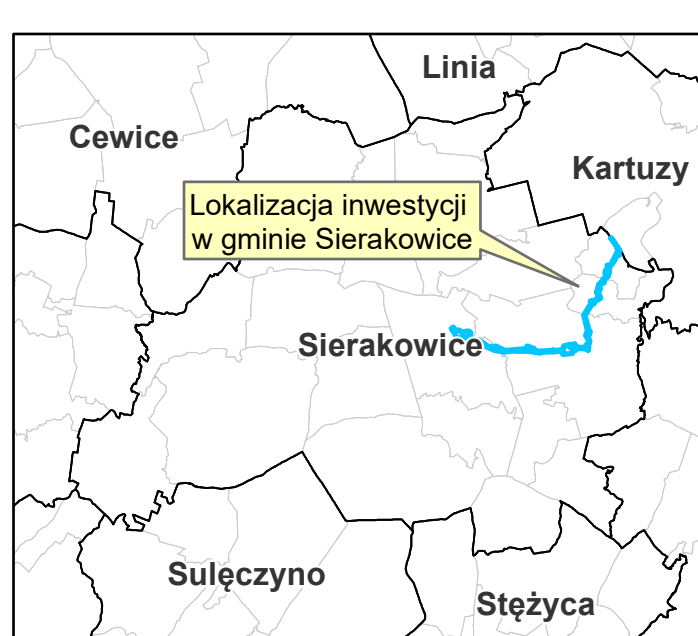 Linia
Cewice
Kartuzy
Lokalizacja inwestycji
w gminie Sierakowice
Sierakowice
Sulęczyno
Stężyca